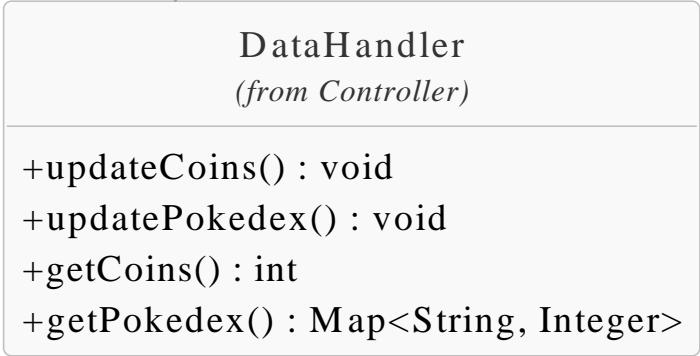 DataHandler
(from Controller)
+updateCoins() : void
+updatePokedex() : void
+getCoins() : int
+getPokedex() : Map<String, Integer>